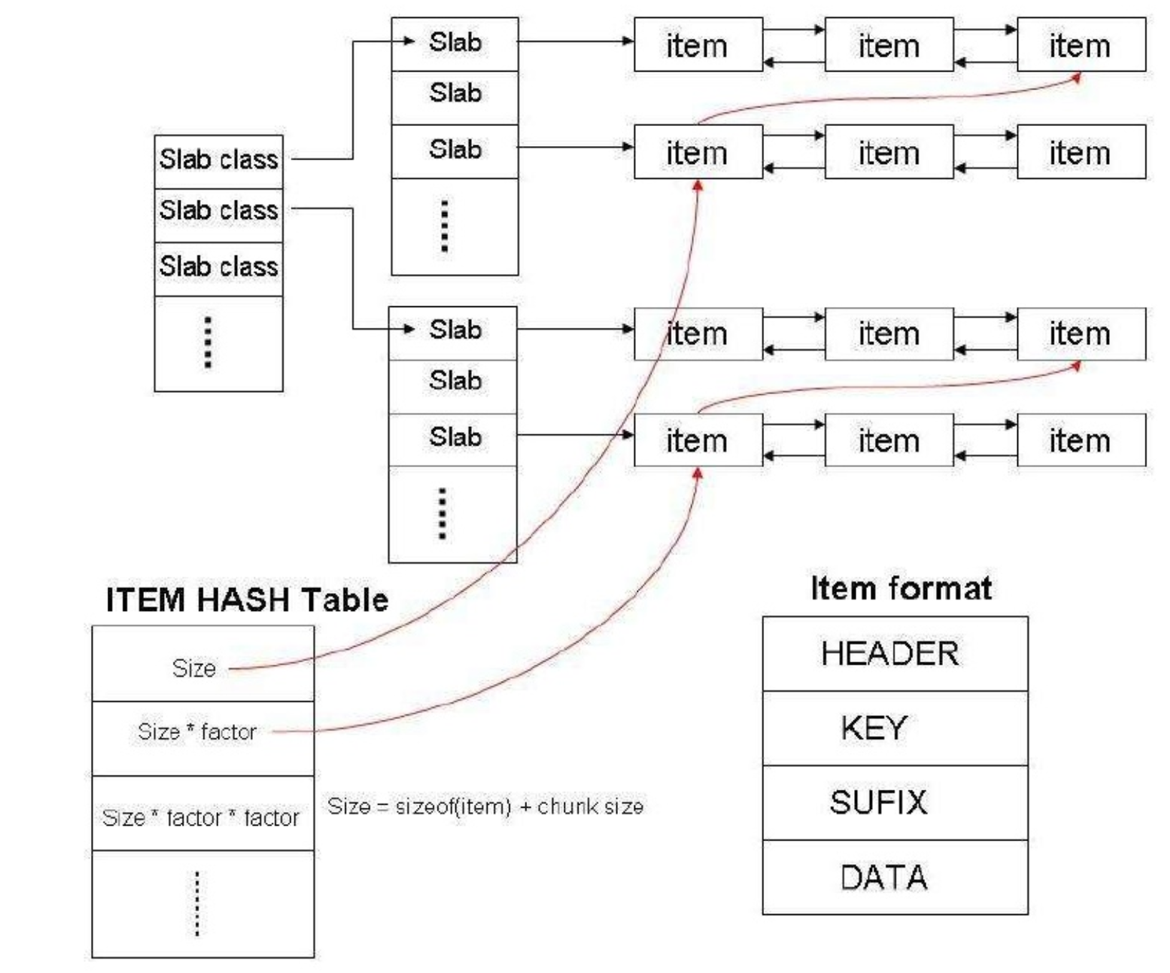 Slab
item
item
item
Slab
Slab
item
item
item
Slab class
Slab class
Slab class
Slab
item
item
item
Slab
Slab
item
item
item
ITEM HASH Table
Size
Size * factor
Size * factor * factor
Size = sizeof(item) + chunk size
Item format
HEADER
KEY
SUFIX
DATA